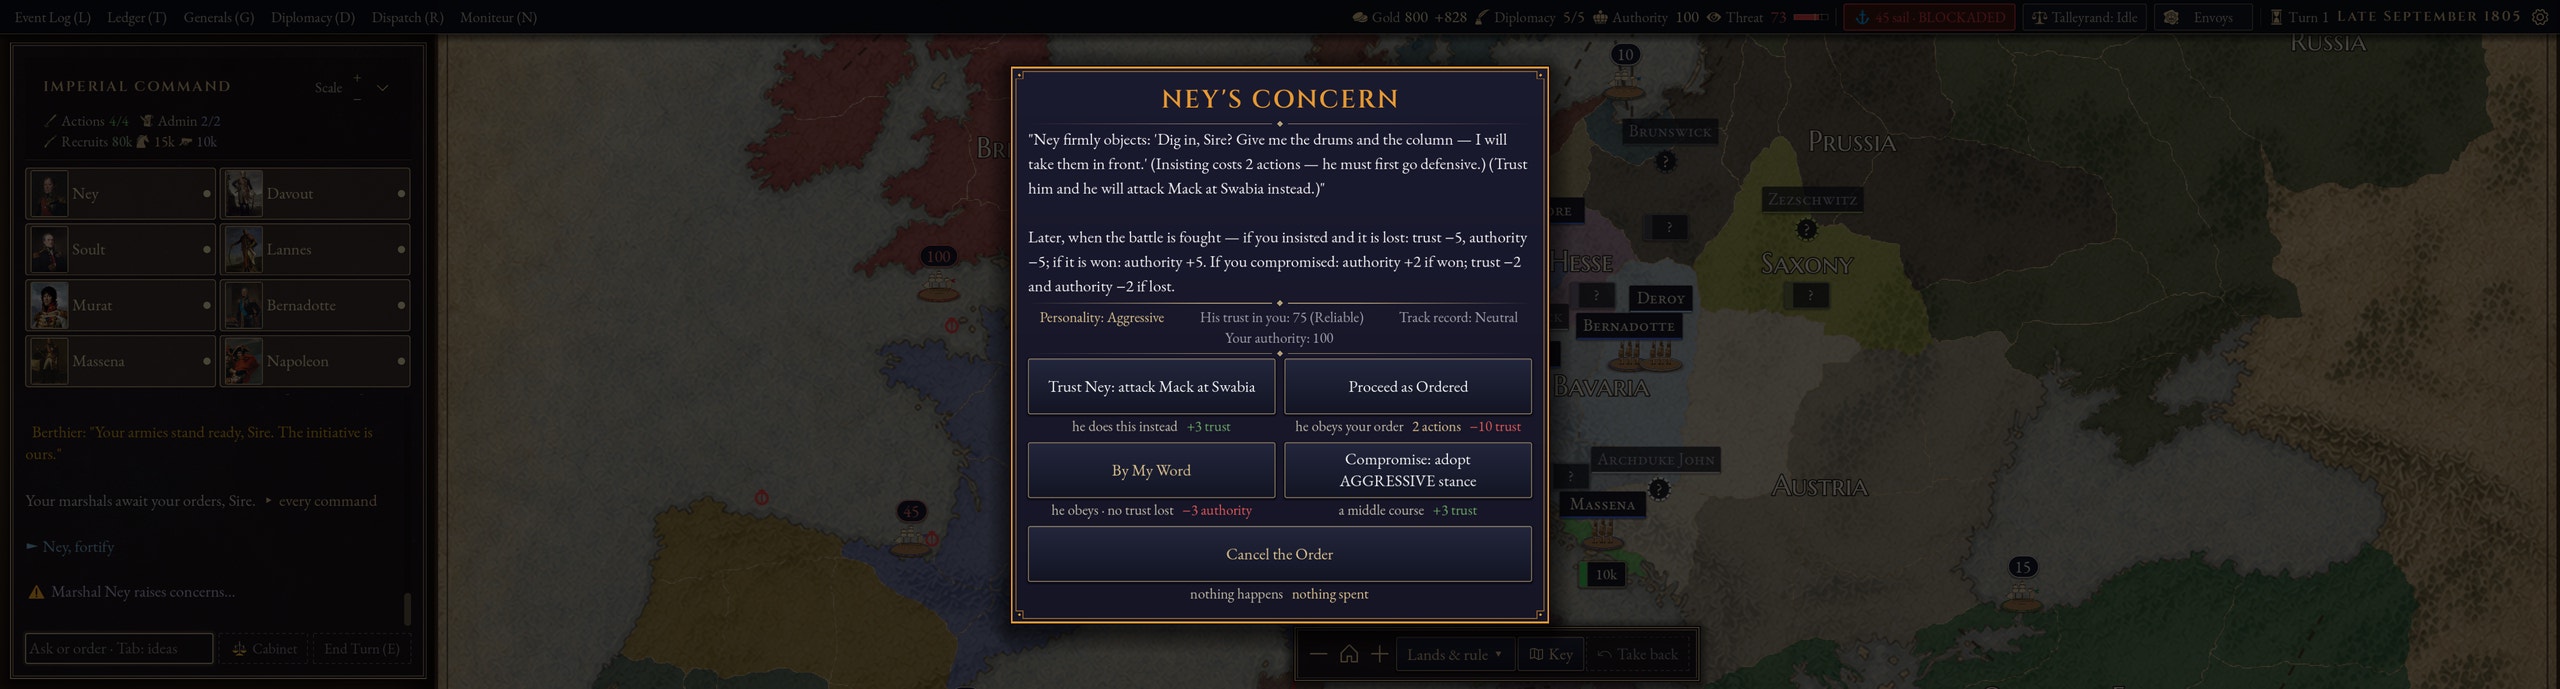 Event Log (L) Ledger (T) Generals (G) Diplomacy (D) Dispatch (R) Moniteur (N)
Gold 800 +828 Diplomacy 5/5 Authority 100 Threat 73 45 sail · BLOCKADED Talleyrand: Idle Envoys Turn 1 LATE SEPTEMBER 1805
IMPERIAL COMMAND
Scale + −
Actions 4/4 Admin 2/2
Recruits 80k 15k 10k
Ney Davout
Soult Lannes
Murat Bernadotte
Massena Napoleon
Berthier: "Your armies stand ready, Sire. The initiative is
ours."
Your marshals await your orders, Sire. ‣ every command
► Ney, fortify
⚠ Marshal Ney raises concerns...
Ask or order · Tab: ideas Cabinet End Turn (E)
NEY'S CONCERN
"Ney firmly objects: 'Dig in, Sire? Give me the drums and the column — I will
take them in front.' (Insisting costs 2 actions — he must first go defensive.) (Trust
him and he will attack Mack at Swabia instead.)"
Later, when the battle is fought — if you insisted and it is lost: trust −5, authority
−5; if it is won: authority +5. If you compromised: authority +2 if won; trust −2
and authority −2 if lost.
Personality: Aggressive His trust in you: 75 (Reliable) Track record: Neutral
Your authority: 100
Trust Ney: attack Mack at Swabia
he does this instead +3 trust
Proceed as Ordered
he obeys your order 2 actions −10 trust
By My Word
he obeys · no trust lost −3 authority
Compromise: adopt
AGGRESSIVE stance
a middle course +3 trust
Cancel the Order
nothing happens nothing spent
RUSSIA
10
BRUNSWICK
?
PRUSSIA
ZEZSCHWITZ
?
?
100
SAXONY
HESSE
?
DEROY
?
BERNADOTTE
BAVARIA
ARCHDUKE JOHN
?
?
AUSTRIA
MASSENA
45
10k
15
− + Lands & rule ▾ Key Take back